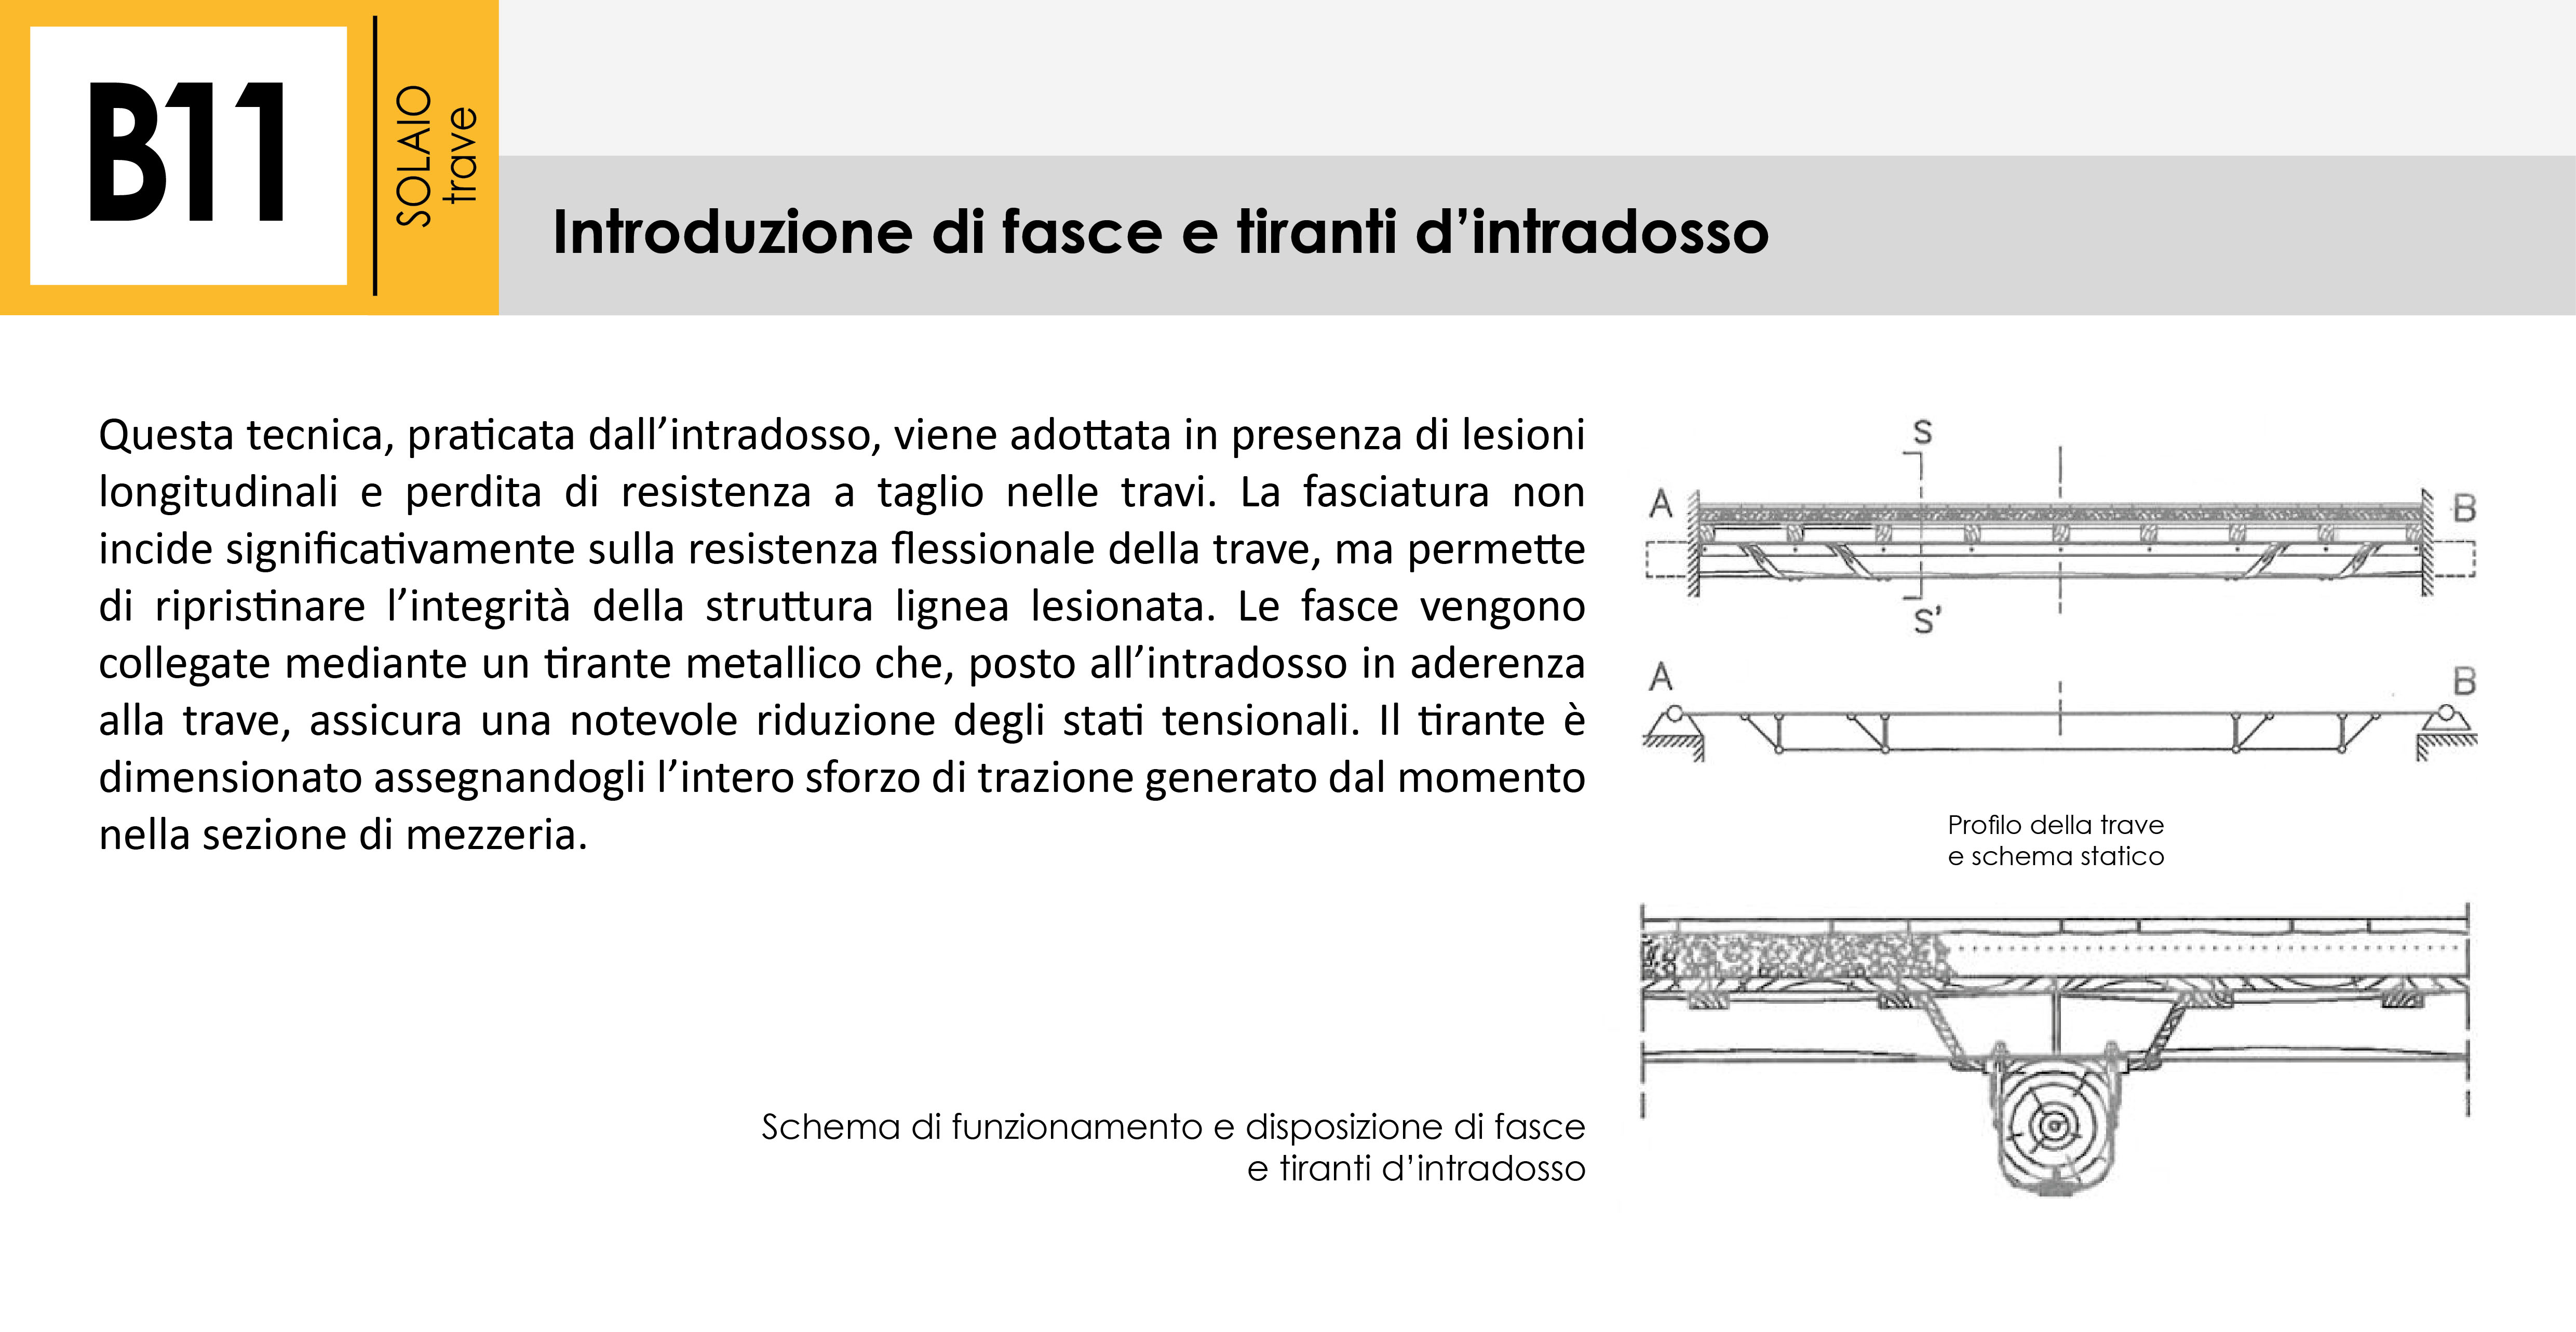 B11
SOLAIO
trave
Introduzione di fasce e tiranti d’intradosso
Questa tecnica, praticata dall’intradosso, viene adottata in presenza di lesioni
longitudinali e perdita di resistenza a taglio nelle travi. La fasciatura non
incide significativamente sulla resistenza flessionale della trave, ma permette
di ripristinare l’integrità della struttura lignea lesionata. Le fasce vengono
collegate mediante un tirante metallico che, posto all’intradosso in aderenza
alla trave, assicura una notevole riduzione degli stati tensionali. Il tirante è
dimensionato assegnandogli l’intero sforzo di trazione generato dal momento
nella sezione di mezzeria.
Schema di funzionamento e disposizione di fasce
e tiranti d’intradosso
S
A
B
S’
A
B
Profilo della trave
e schema statico